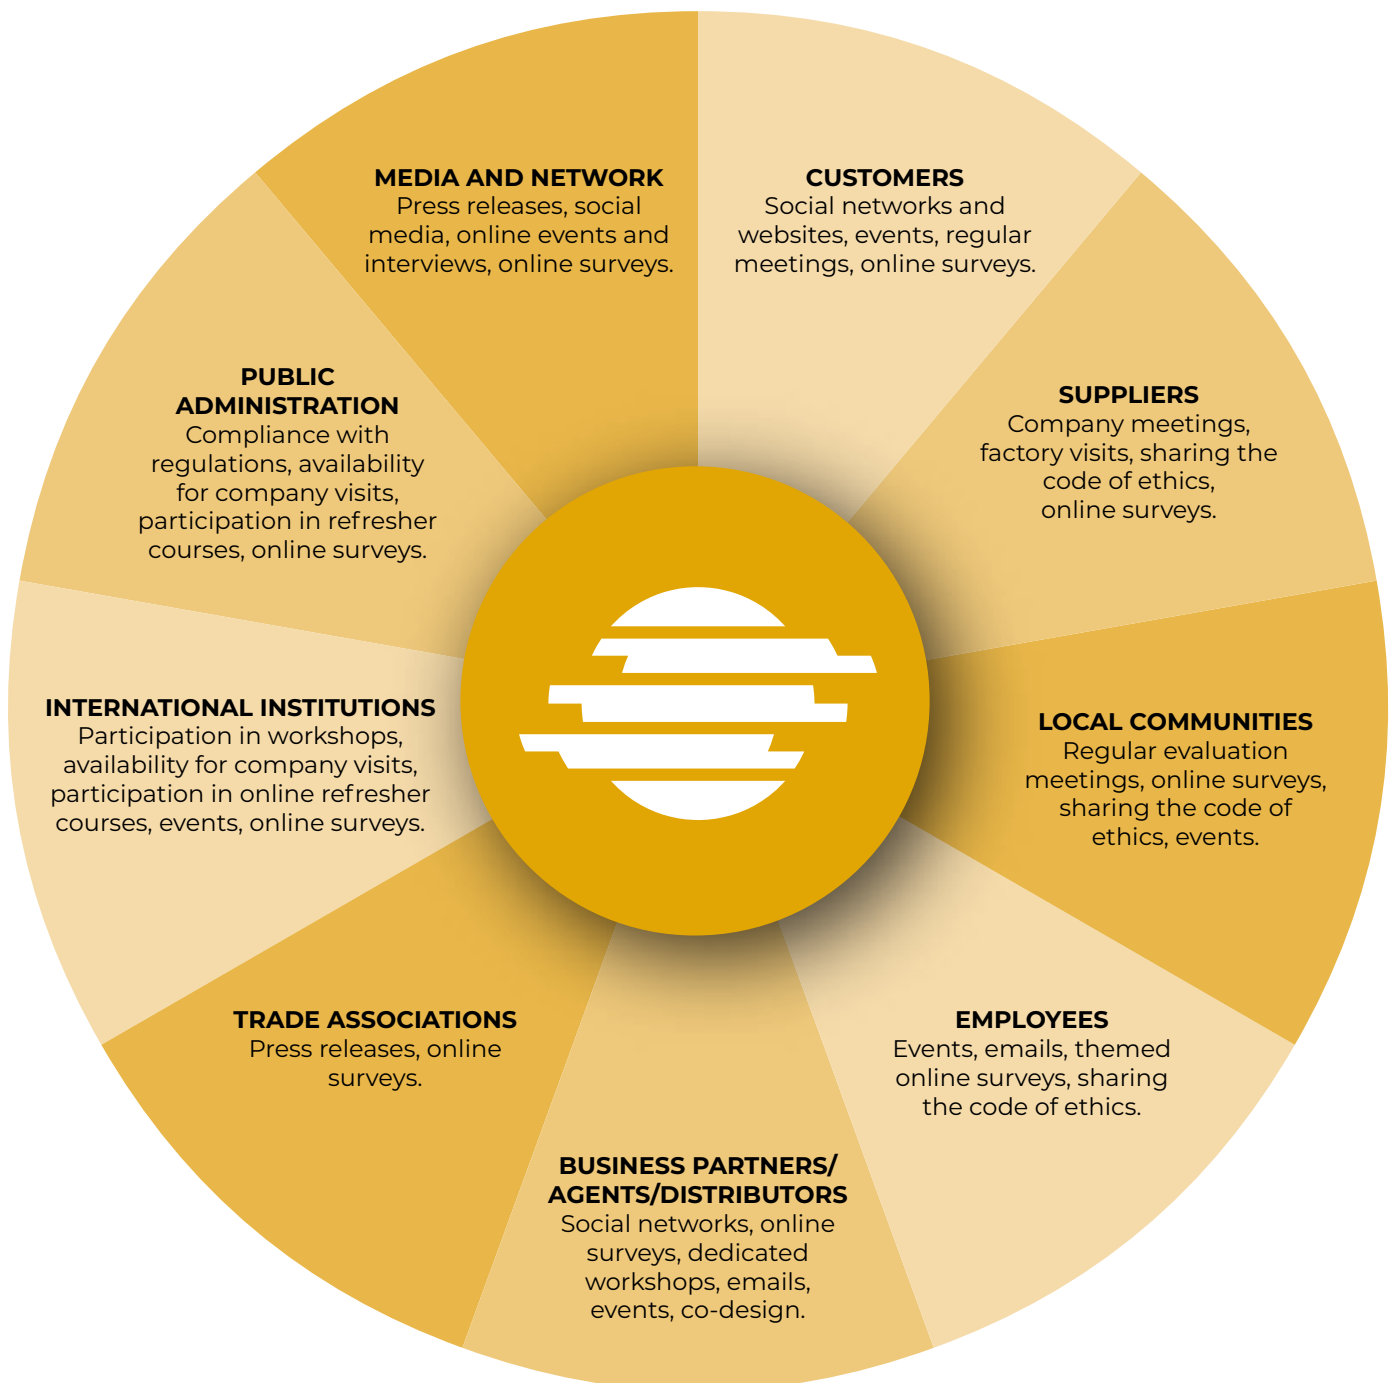 MEDIA AND NETWORK
Press releases, social
media, online events and
interviews, online surveys.
CUSTOMERS
Social networks and
websites, events, regular
meetings, online surveys.
SUPPLIERS
Company meetings,
factory visits, sharing the
code of ethics,
online surveys.
LOCAL COMMUNITIES
Regular evaluation
meetings, online surveys,
sharing the code of
ethics, events.
EMPLOYEES
Events, emails, themed
online surveys, sharing
the code of ethics.
BUSINESS PARTNERS/
AGENTS/DISTRIBUTORS
Social networks, online
surveys, dedicated
workshops, emails,
events, co-design.
TRADE ASSOCIATIONS
Press releases, online
surveys.
INTERNATIONAL INSTITUTIONS
Participation in workshops,
availability for company visits,
participation in online refresher
courses, events, online surveys.
PUBLIC
ADMINISTRATION
Compliance with
regulations, availability
for company visits,
participation in refresher
courses, online surveys.